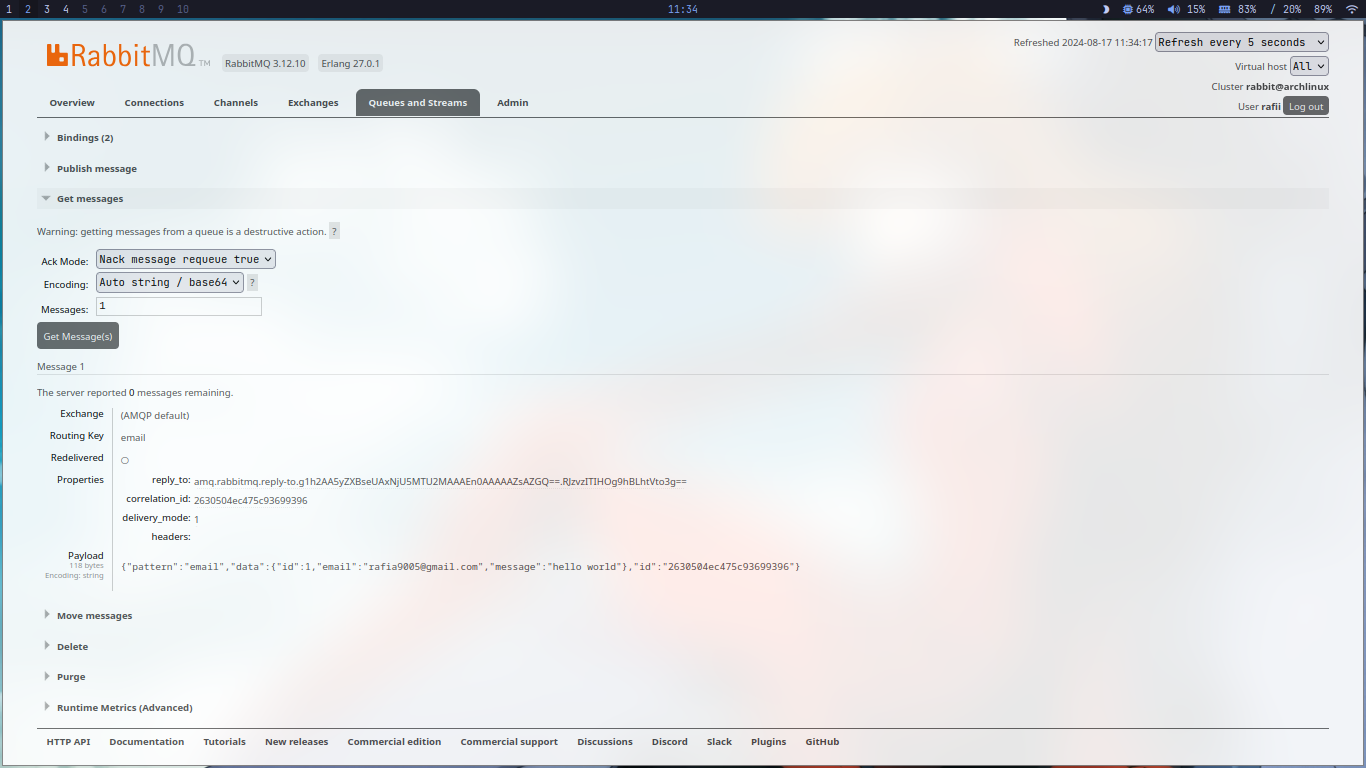 1 2 3 4 5 6 7 8 9 10 11:34 64% 15% 83% / 20% 89%
RabbitMQ TM RabbitMQ 3.12.10 Erlang 27.0.1
Refreshed 2024-08-17 11:34:17 Refresh every 5 seconds
Virtual host All
Cluster rabbit@archlinux
User rafii Log out
Overview Connections Channels Exchanges Queues and Streams Admin
Bindings (2)
Publish message
Get messages
Warning: getting messages from a queue is a destructive action. ?
Ack Mode: Nack message requeue true
Encoding: Auto string / base64 ?
Messages: 1
Get Message(s)
Message 1
The server reported 0 messages remaining.
Exchange (AMQP default)
Routing Key email
Redelivered ○
Properties reply_to: amq.rabbitmq.reply-to.g1h2AA5yZXBseUAxNjU5MTU2MAAAEn0AAAAAZsAZGQ==.RJzvzITIHOg9hBLhtVto3g==
correlation_id: 2630504ec475c93699396
delivery_mode: 1
headers:
Payload
118 bytes
Encoding: string
{"pattern":"email","data":{"id":1,"email":"rafia9005@gmail.com","message":"hello world"},"id":"2630504ec475c93699396"}
Move messages
Delete
Purge
Runtime Metrics (Advanced)
HTTP API Documentation Tutorials New releases Commercial edition Commercial support Discussions Discord Slack Plugins GitHub